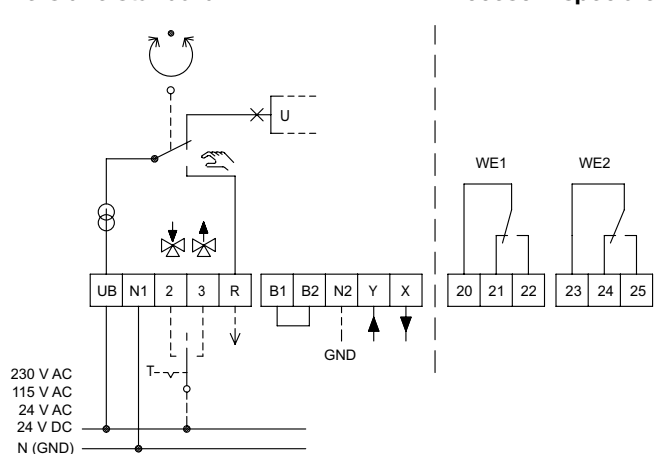 U
WE1
WE2
UB N1 2 3 R
B1 B2 N2 Y X
20 21 22
23 24 25
GND
T
230 V AC
115 V AC
24 V AC
24 V DC
N (GND)